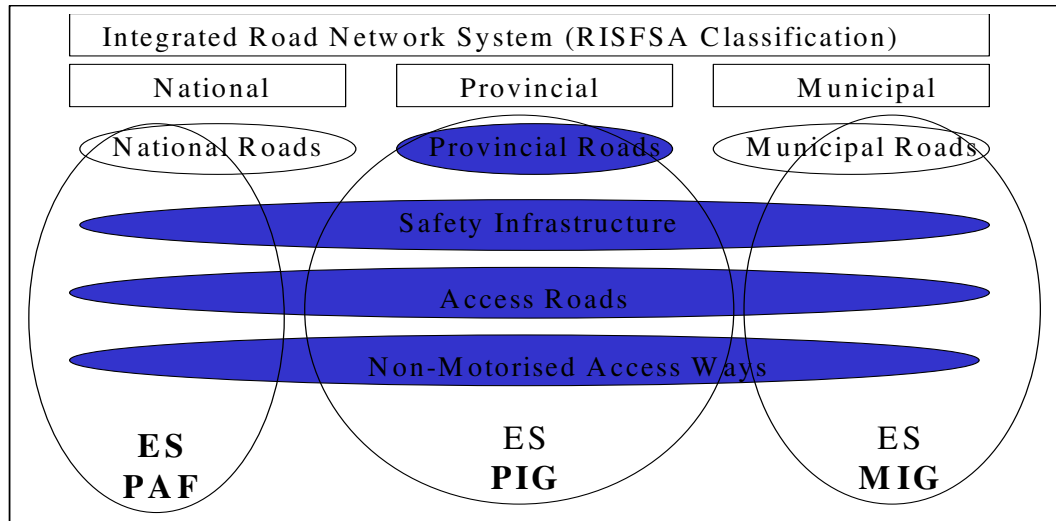 Integrated Road Network System (RISFSA Classification)
National
Provincial
Municipal
National Roads
Provincial Roads
Municipal Roads
Safety Infrastructure
Access Roads
Non-Motorised Access Ways
ES
PAF
ES
PIG
ES
MIG